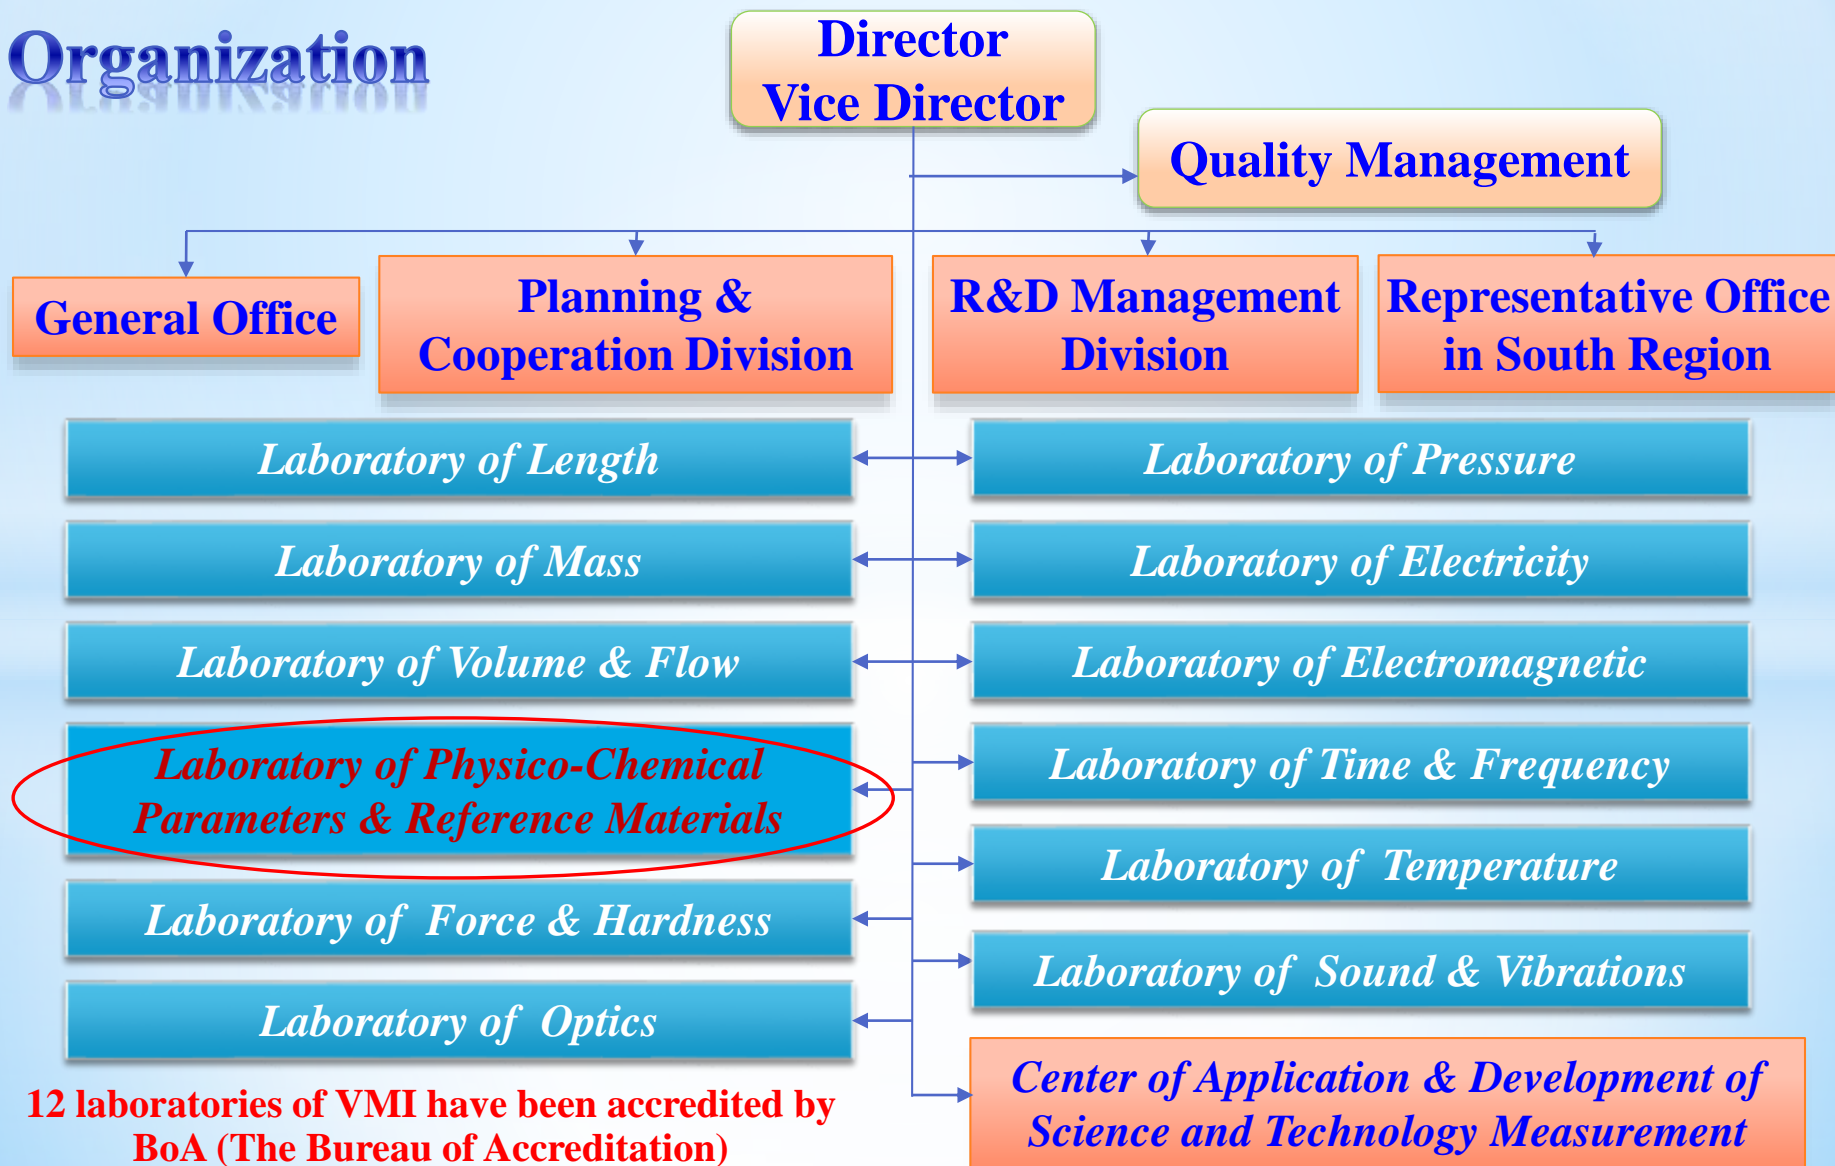 Organization
Director
Vice Director
Quality Management
General Office
Planning &
Cooperation Division
R&D Management
Division
Representative Office
in South Region
Laboratory of Length
Laboratory of Pressure
Laboratory of Mass
Laboratory of Electricity
Laboratory of Volume & Flow
Laboratory of Electromagnetic
Laboratory of Physico-Chemical
Parameters & Reference Materials
Laboratory of Time & Frequency
Laboratory of Temperature
Laboratory of Force & Hardness
Laboratory of Sound & Vibrations
Laboratory of Optics
Center of Application & Development of
Science and Technology Measurement
12 laboratories of VMI have been accredited by
BoA (The Bureau of Accreditation)